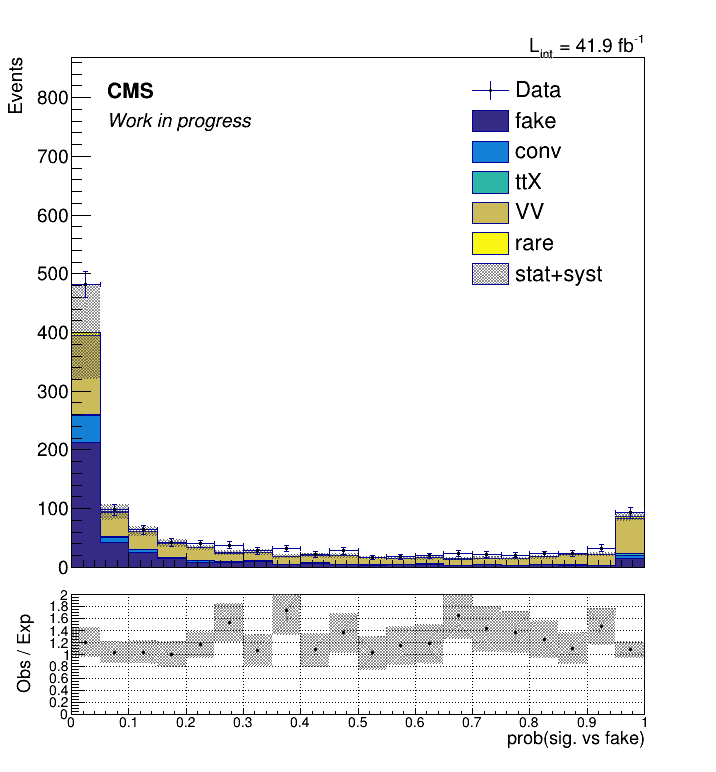 L_int = 41.9 fb^-1
Events
CMS
Work in progress
Data
fake
conv
ttX
VV
rare
stat+syst
800
700
600
500
400
300
200
100
0
Obs / Exp
2
1.8
1.6
1.4
1.2
1
0.8
0.6
0.4
0.2
0
0 0.1 0.2 0.3 0.4 0.5 0.6 0.7 0.8 0.9 1
prob(sig. vs fake)